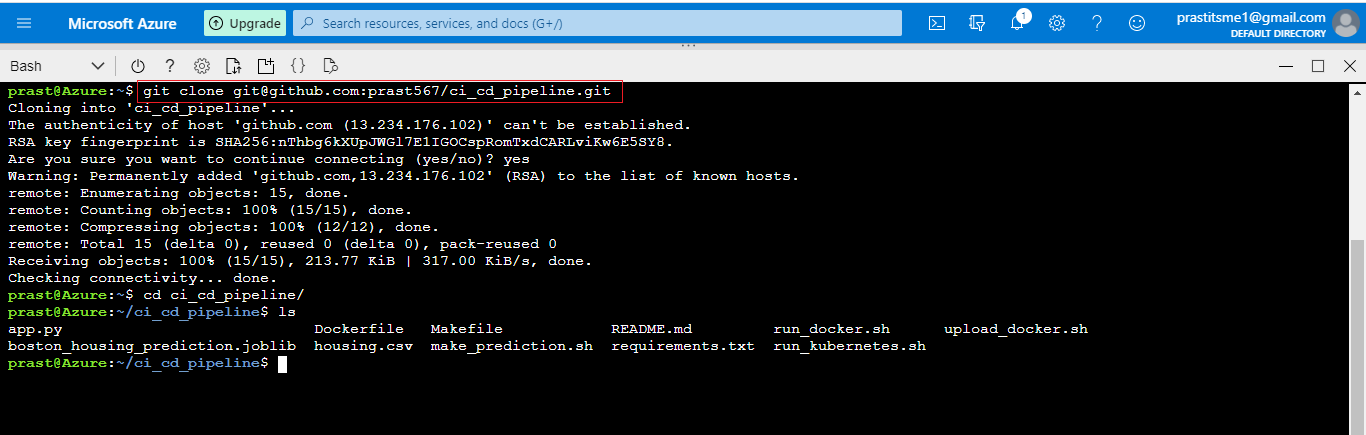 Microsoft Azure Upgrade Search resources, services, and docs (G+/) 1 prastitsme1@gmail.com
DEFAULT DIRECTORY
Bash
prast@Azure:~$ git clone git@github.com:prast567/ci_cd_pipeline.git
Cloning into 'ci_cd_pipeline'...
The authenticity of host 'github.com (13.234.176.102)' can't be established.
RSA key fingerprint is SHA256:nThbg6kXUpJWGl7E1IGOCspRomTxdCARLviKw6E5SY8.
Are you sure you want to continue connecting (yes/no)? yes
Warning: Permanently added 'github.com,13.234.176.102' (RSA) to the list of known hosts.
remote: Enumerating objects: 15, done.
remote: Counting objects: 100% (15/15), done.
remote: Compressing objects: 100% (12/12), done.
remote: Total 15 (delta 0), reused 0 (delta 0), pack-reused 0
Receiving objects: 100% (15/15), 213.77 KiB | 317.00 KiB/s, done.
Checking connectivity... done.
prast@Azure:~$ cd ci_cd_pipeline/
prast@Azure:~/ci_cd_pipeline$ ls
app.py Dockerfile Makefile README.md run_docker.sh upload_docker.sh
boston_housing_prediction.joblib housing.csv make_prediction.sh requirements.txt run_kubernetes.sh
prast@Azure:~/ci_cd_pipeline$